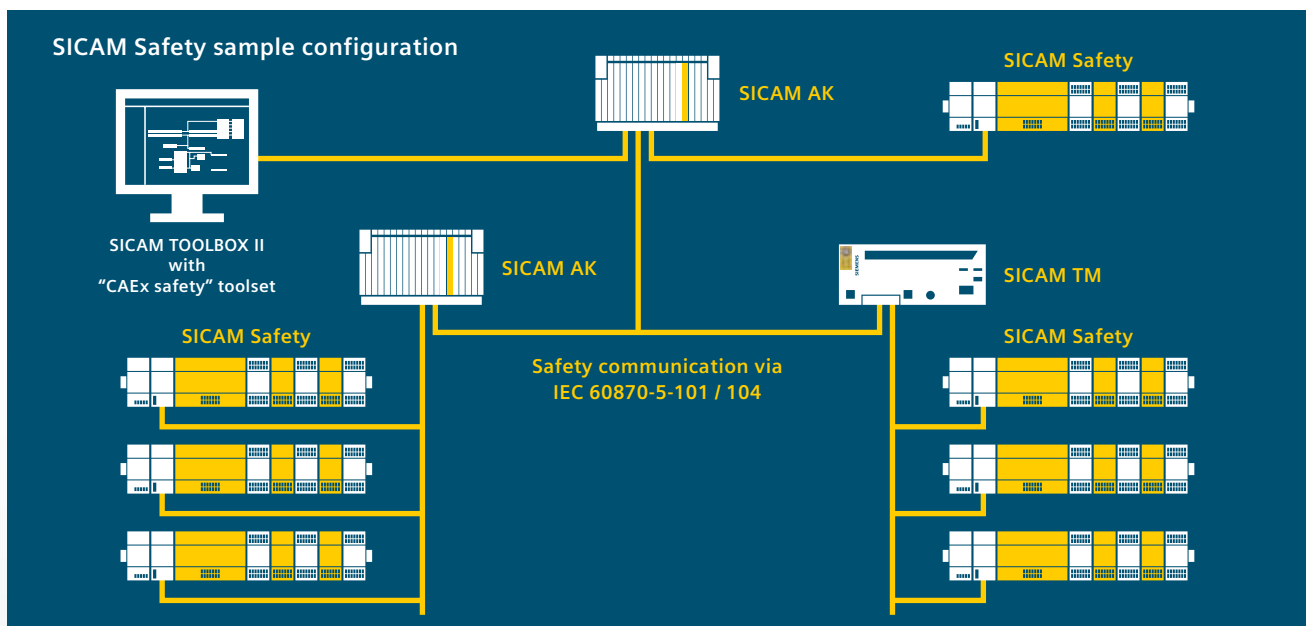 SICAM Safety sample configuration
SICAM AK
SICAM Safety
SICAM TOOLBOX II
with
“CAEx safety” toolset
SICAM AK
SIEMENS
SICAM TM
SICAM Safety
Safety communication via
IEC 60870-5-101 / 104
SICAM Safety